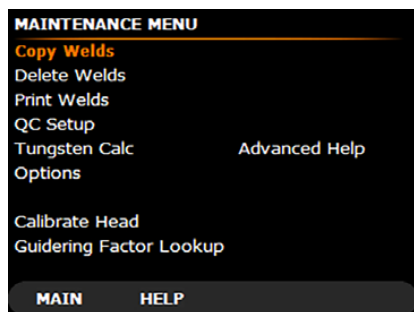 MAINTENANCE MENU
Copy Welds
Delete Welds
Print Welds
QC Setup
Tungsten Calc Advanced Help
Options
Calibrate Head
Guidering Factor Lookup
MAIN HELP